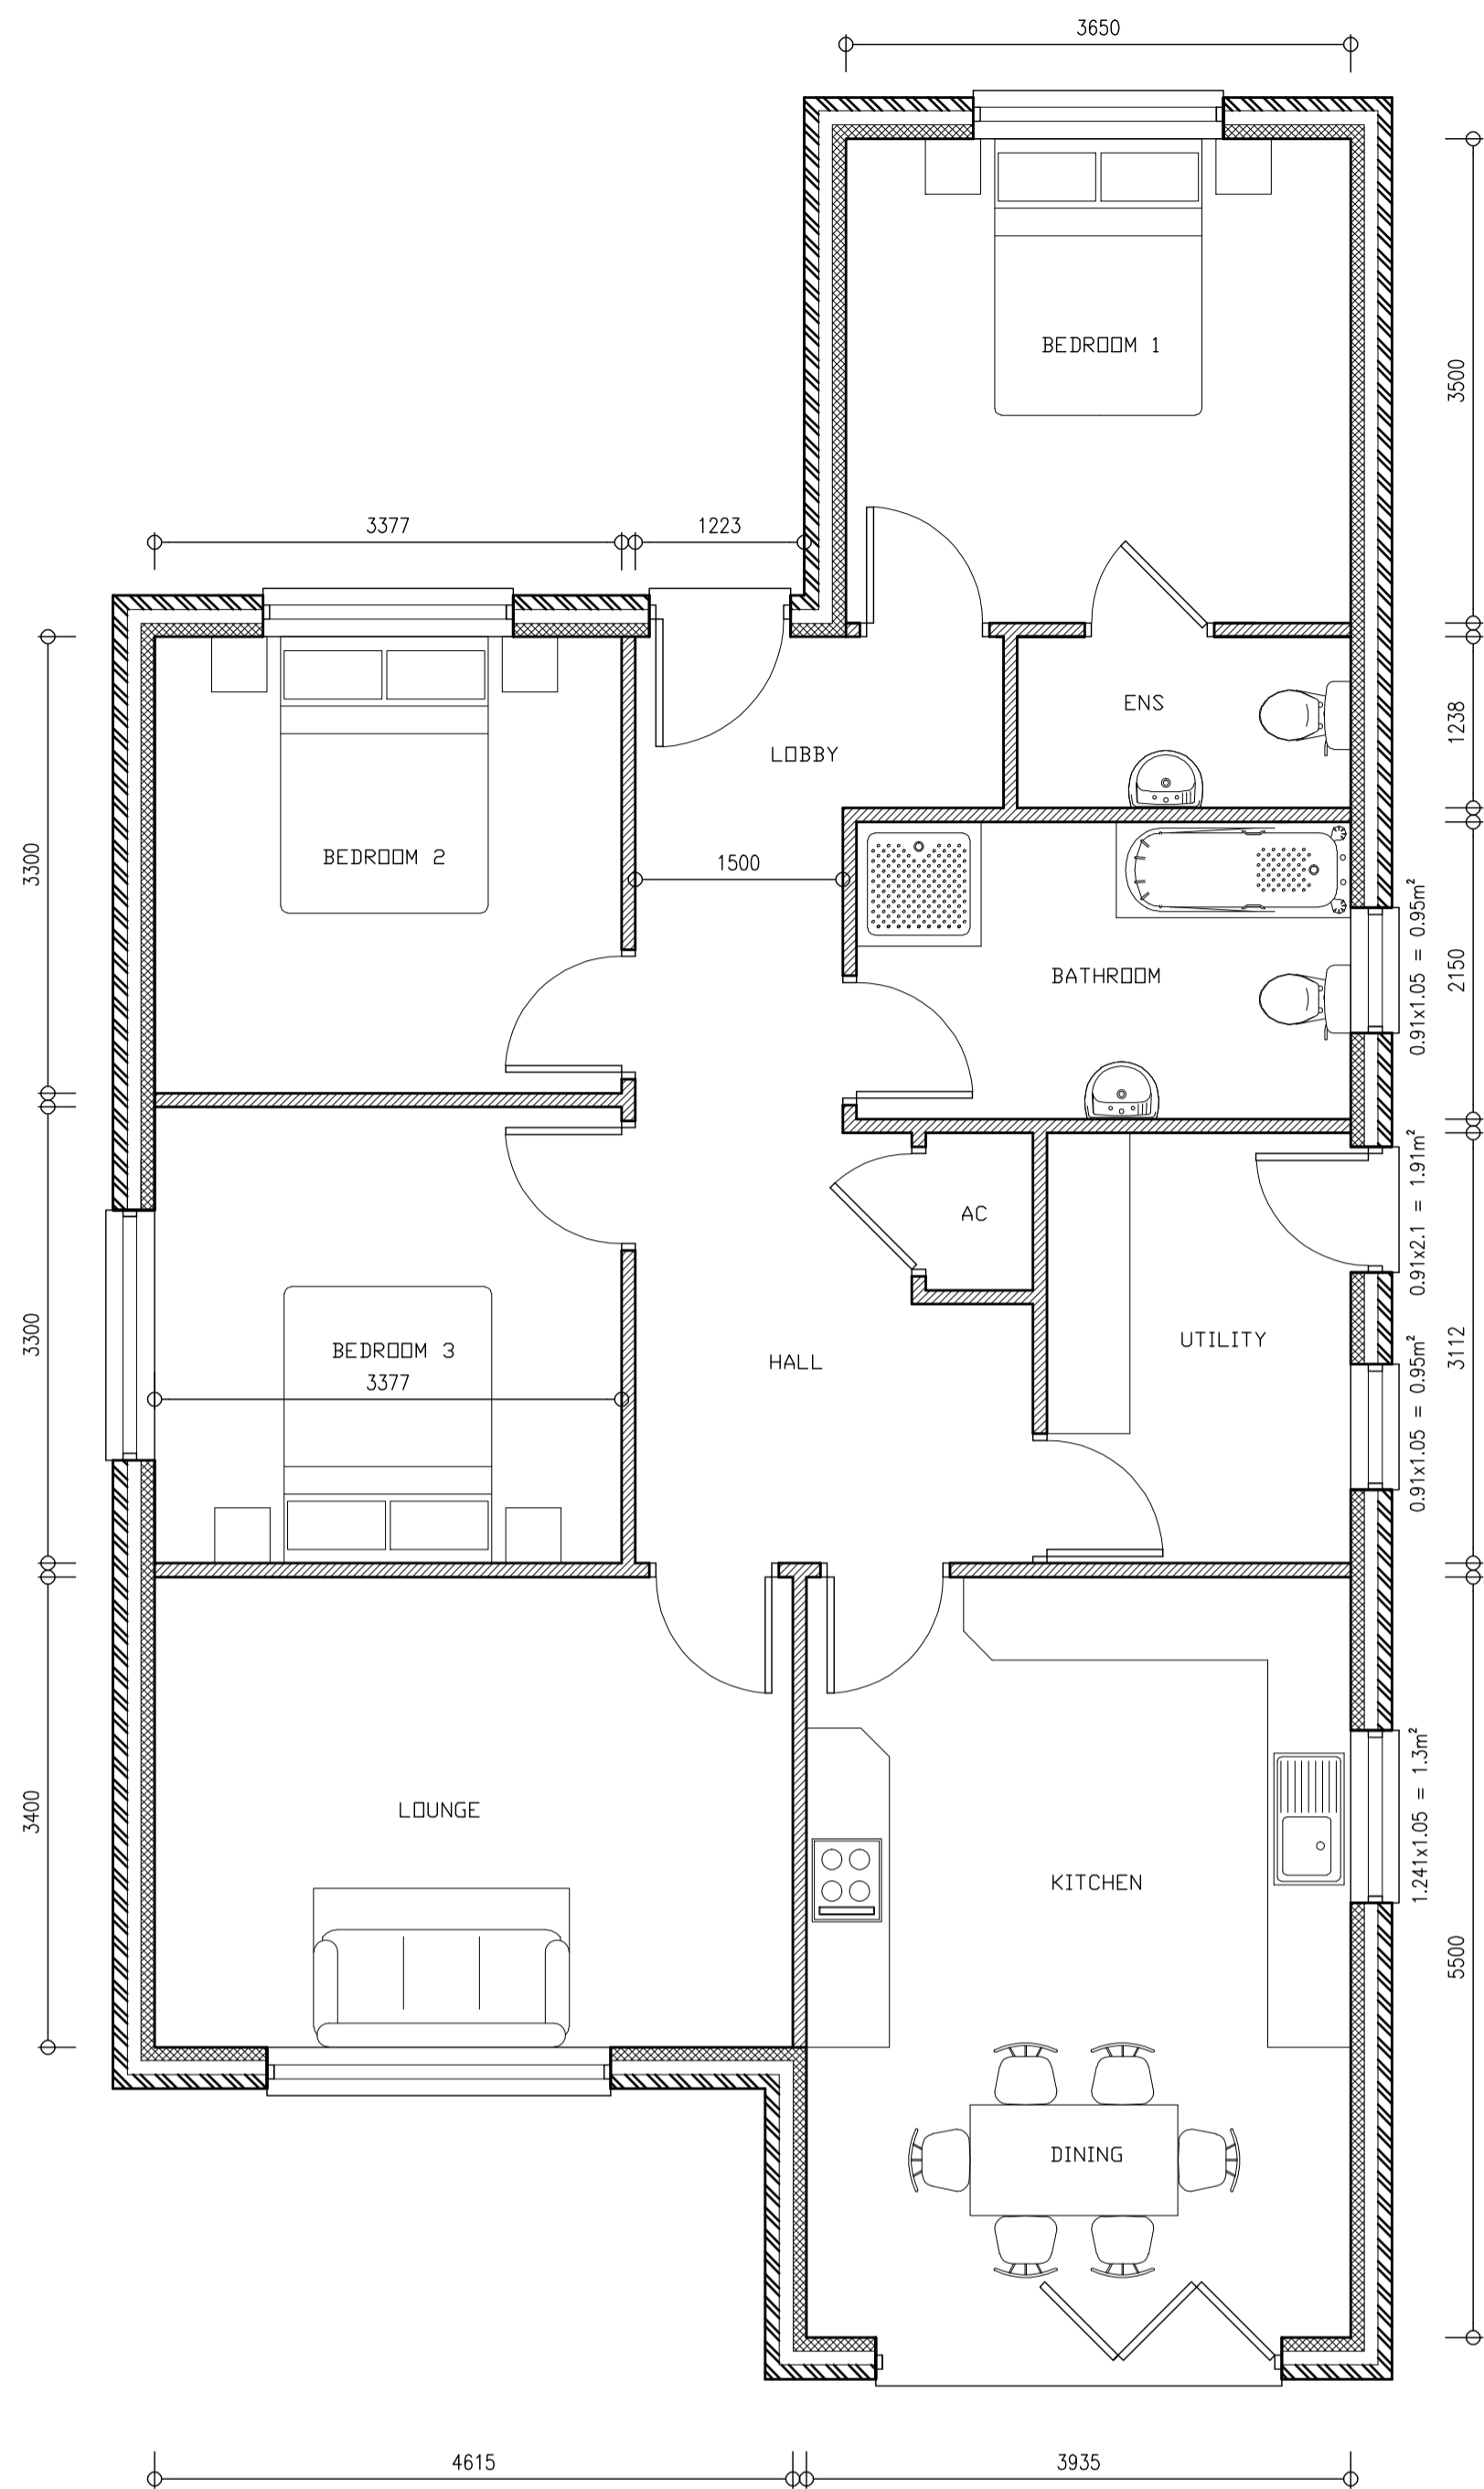 3650
BEDROOM 1
3500
3377
1223
ENS
1238
LOBBY
BEDROOM 2
3300
1500
BATHROOM
2150
0.91x1.05 = 0.95m²
AC
0.91x2.1 = 1.91m²
UTILITY
3112
HALL
BEDROOM 3
3377
3300
0.91x1.05 = 0.95m²
LOUNGE
3400
KITCHEN
1.241x1.05 = 1.3m²
5500
DINING
4615
3935